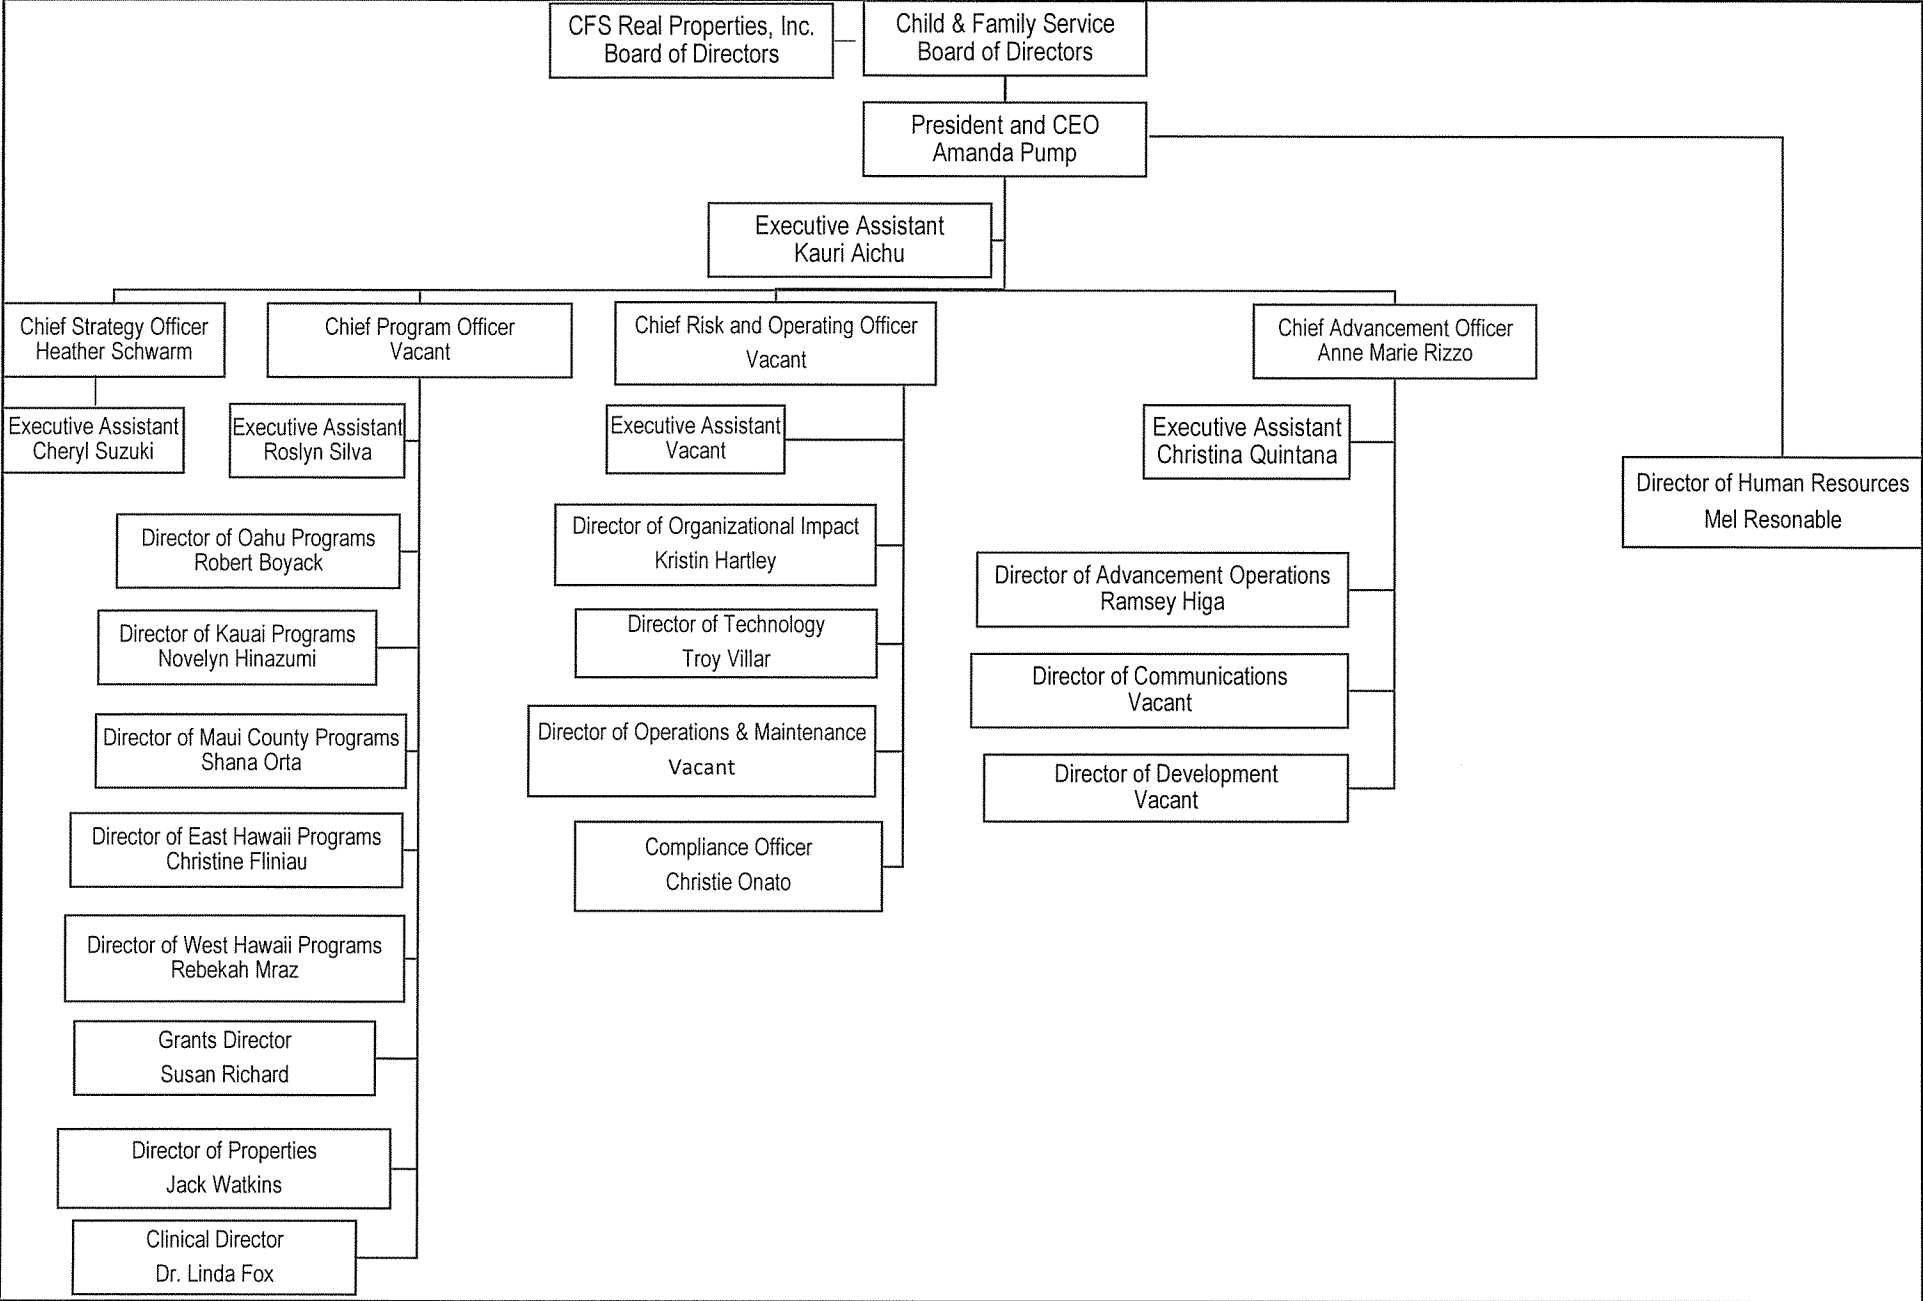 CFS Real Properties, Inc.
Board of Directors
Child & Family Service
Board of Directors
President and CEO
Amanda Pump
Executive Assistant
Kauri Aichu
Chief Strategy Officer
Heather Schwarm
Executive Assistant
Cheryl Suzuki
Chief Program Officer
Vacant
Executive Assistant
Roslyn Silva
Director of Oahu Programs
Robert Boyack
Director of Kauai Programs
Novelyn Hinazumi
Director of Maui County Programs
Shana Orta
Director of East Hawaii Programs
Christine Fliniau
Director of West Hawaii Programs
Rebekah Mraz
Grants Director
Susan Richard
Director of Properties
Jack Watkins
Clinical Director
Dr. Linda Fox
Chief Risk and Operating Officer
Vacant
Executive Assistant
Vacant
Director of Organizational Impact
Kristin Hartley
Director of Technology
Troy Villar
Director of Operations & Maintenance
Vacant
Compliance Officer
Christie Onato
Chief Advancement Officer
Anne Marie Rizzo
Executive Assistant
Christina Quintana
Director of Advancement Operations
Ramsey Higa
Director of Communications
Vacant
Director of Development
Vacant
Director of Human Resources
Mel Resonable